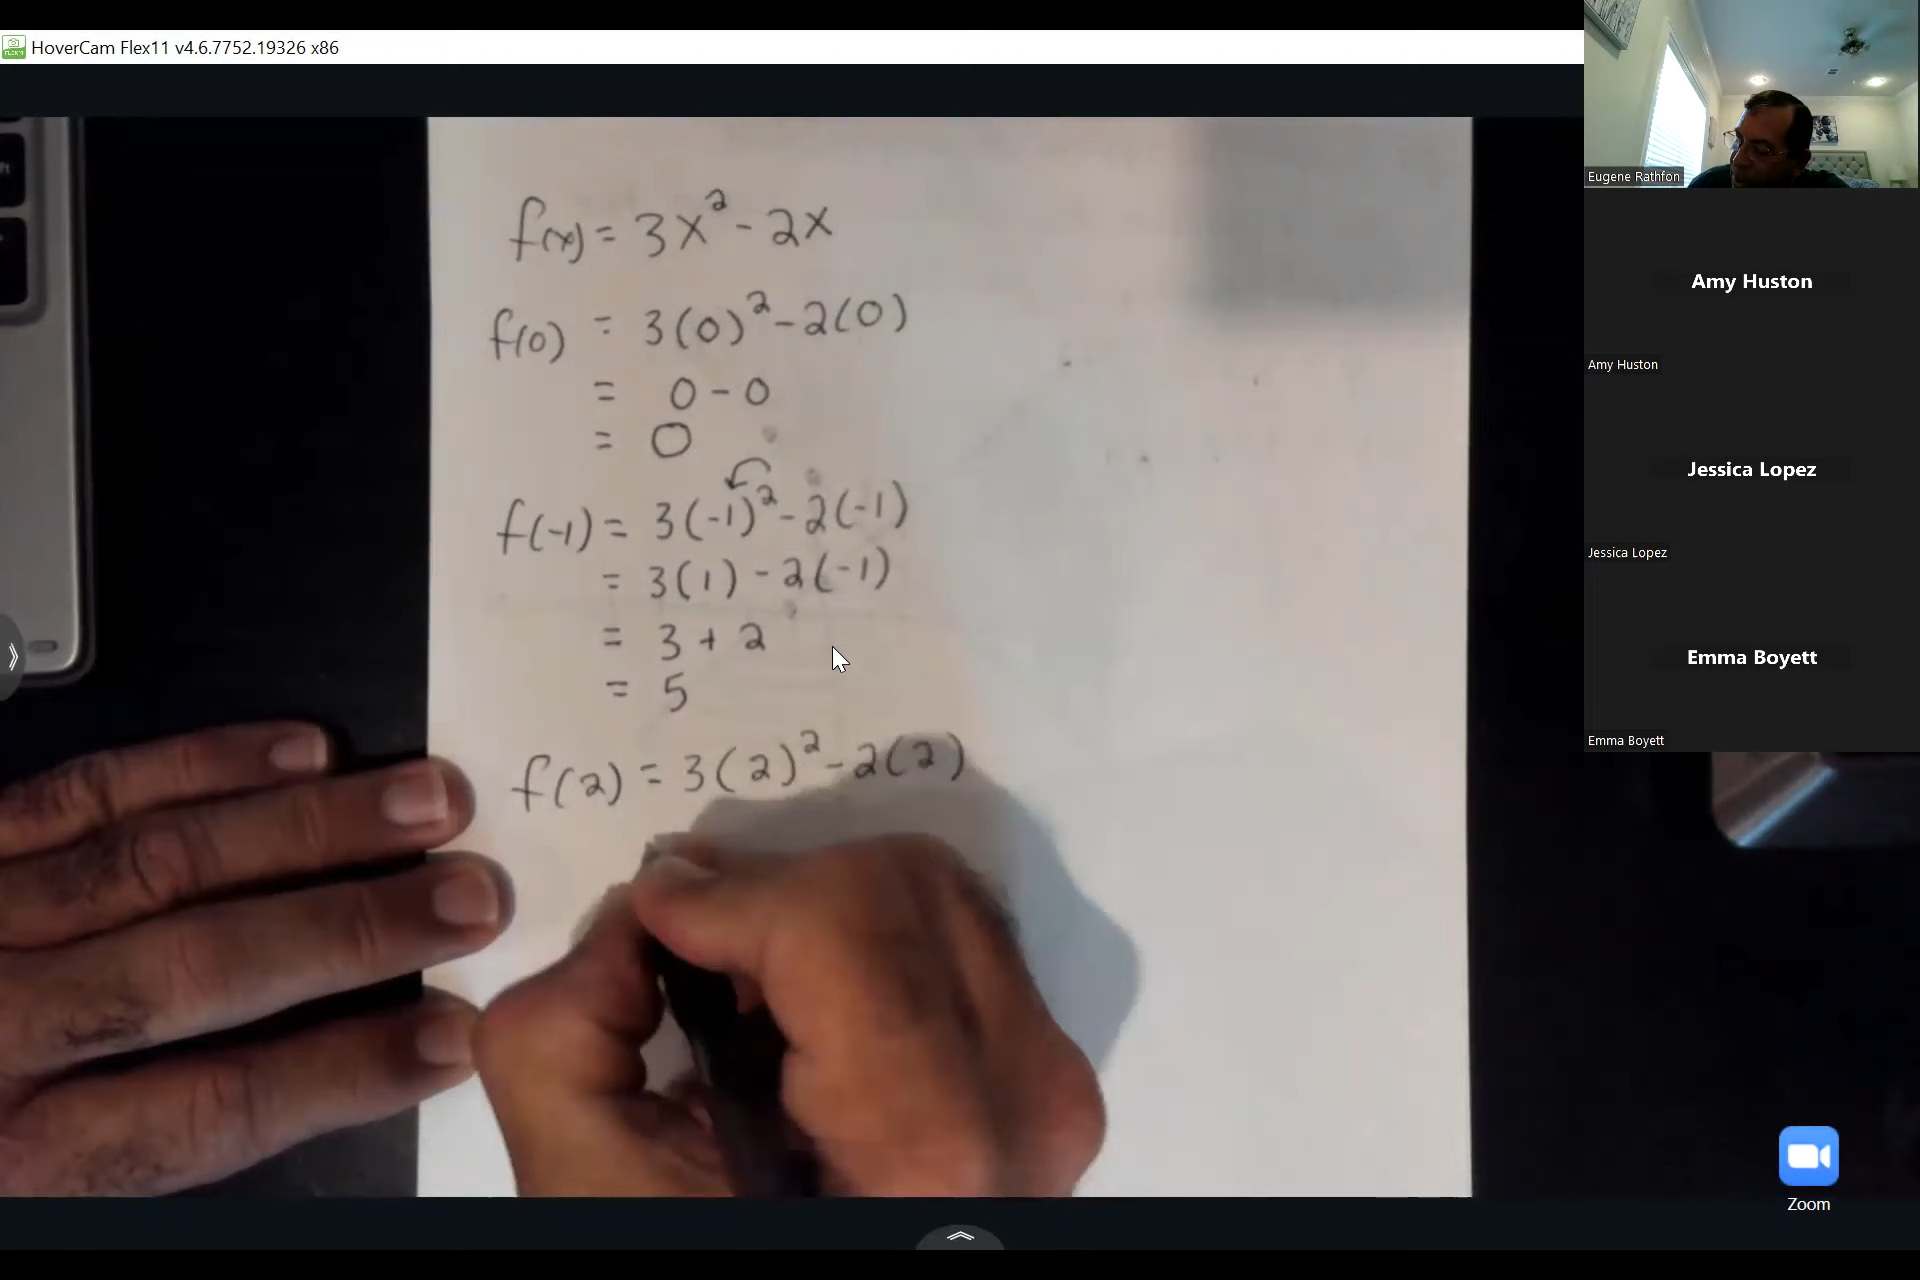 HoverCam Flex11 v4.6.7752.19326 x86
f(x) = 3x² - 2x
f(0) = 3(0)² - 2(0)
= 0 - 0
= 0
f(-1) = 3(-1)² - 2(-1)
= 3(1) - 2(-1)
= 3 + 2
= 5
f(2) = 3(2)² - 2(2)
Eugene Rathfon
Amy Huston
Amy Huston
Jessica Lopez
Jessica Lopez
Emma Boyett
Emma Boyett
Zoom